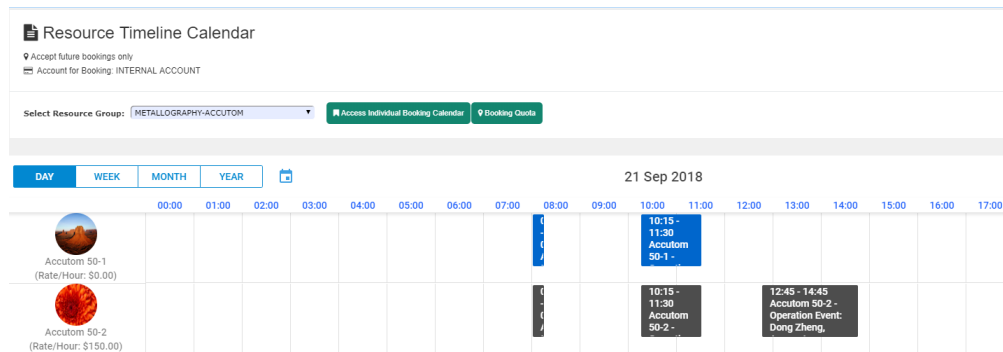 Resource Timeline Calendar
Accept future bookings only
Account for Booking: INTERNAL ACCOUNT
Select Resource Group: METALLOGRAPHY-ACCUTOM Access Individual Booking Calendar Booking Quota
DAY WEEK MONTH YEAR 21 Sep 2018
00:00 01:00 02:00 03:00 04:00 05:00 06:00 07:00 08:00 09:00 10:00 11:00 12:00 13:00 14:00 15:00 16:00 17:00
Accutom 50-1
(Rate/Hour: $0.00)
10:15 -
11:30
Accutom
50-1 -
Accutom 50-2
(Rate/Hour: $150.00)
10:15 -
11:30
Accutom
50-2 -
12:45 - 14:45
Accutom 50-2 -
Operation Event:
Dong Zheng,